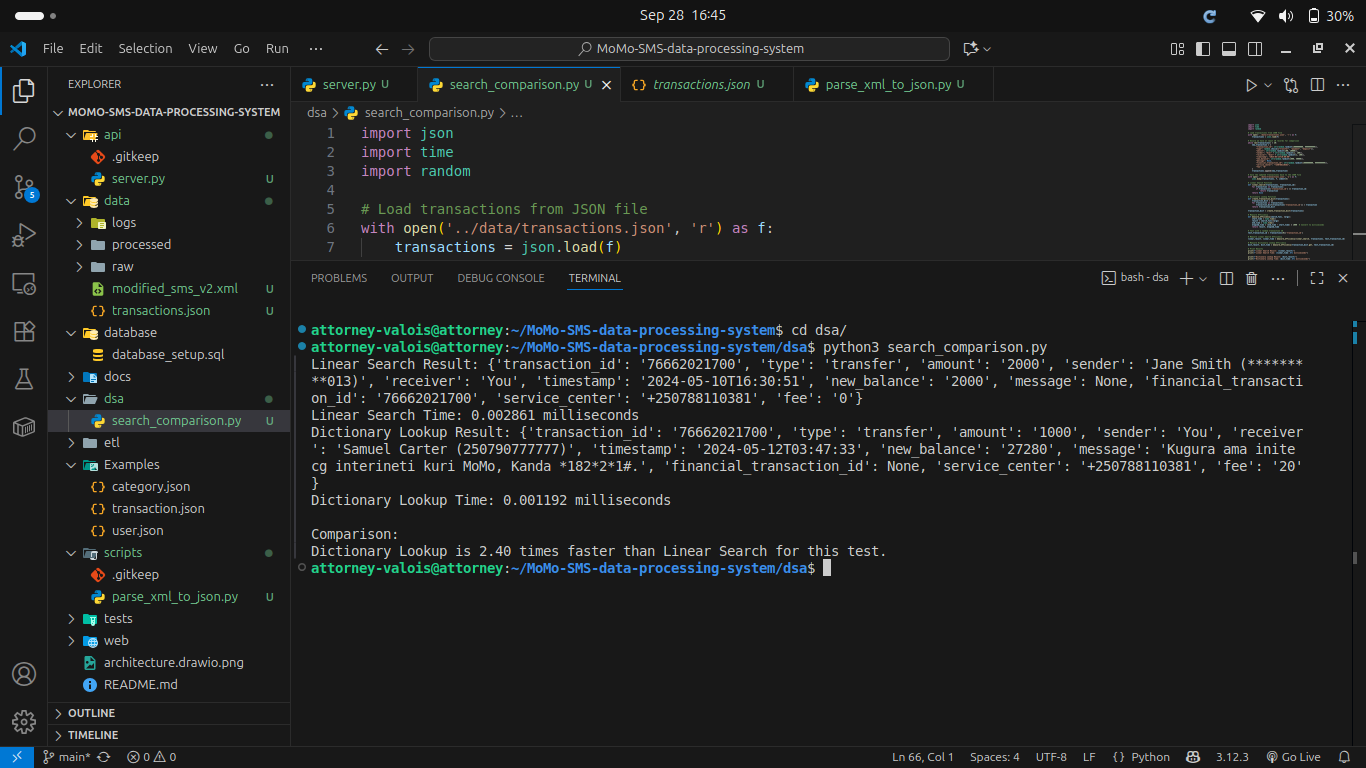 Sep 28 16:45
30%
File Edit Selection View Go Run ...
MoMo-SMS-data-processing-system
EXPLORER
MOMO-SMS-DATA-PROCESSING-SYSTEM
api
.gitkeep
server.py U
data
logs
processed
raw
modified_sms_v2.xml U
transactions.json U
database
database_setup.sql
docs
dsa
search_comparison.py U
etl
Examples
category.json
transaction.json
user.json
scripts
.gitkeep
parse_xml_to_json.py U
tests
web
architecture.drawio.png
README.md
OUTLINE
TIMELINE
5
server.py U
search_comparison.py U
transactions.json U
parse_xml_to_json.py U
dsa > search_comparison.py > ...
1 import json
2 import time
3 import random
4
5 # Load transactions from JSON file
6 with open('../data/transactions.json', 'r') as f:
7 transactions = json.load(f)
PROBLEMS OUTPUT DEBUG CONSOLE TERMINAL
bash - dsa
attorney-valois@attorney:~/MoMo-SMS-data-processing-system$ cd dsa/
attorney-valois@attorney:~/MoMo-SMS-data-processing-system/dsa$ python3 search_comparison.py
Linear Search Result: {'transaction_id': '76662021700', 'type': 'transfer', 'amount': '2000', 'sender': 'Jane Smith (*******
**013)', 'receiver': 'You', 'timestamp': '2024-05-10T16:30:51', 'new_balance': '2000', 'message': None, 'financial_transacti
on_id': '76662021700', 'service_center': '+250788110381', 'fee': '0'}
Linear Search Time: 0.002861 milliseconds
Dictionary Lookup Result: {'transaction_id': '76662021700', 'type': 'transfer', 'amount': '1000', 'sender': 'You', 'receiver
': 'Samuel Carter (250790777777)', 'timestamp': '2024-05-12T03:47:33', 'new_balance': '27280', 'message': 'Kugura ama inite
cg interineti kuri MoMo, Kanda *182*2*1#.', 'financial_transaction_id': None, 'service_center': '+250788110381', 'fee': '20'
}
Dictionary Lookup Time: 0.001192 milliseconds
Comparison:
Dictionary Lookup is 2.40 times faster than Linear Search for this test.
attorney-valois@attorney:~/MoMo-SMS-data-processing-system/dsa$
main* 0 0
Ln 66, Col 1 Spaces: 4 UTF-8 LF {} Python 3.12.3 Go Live